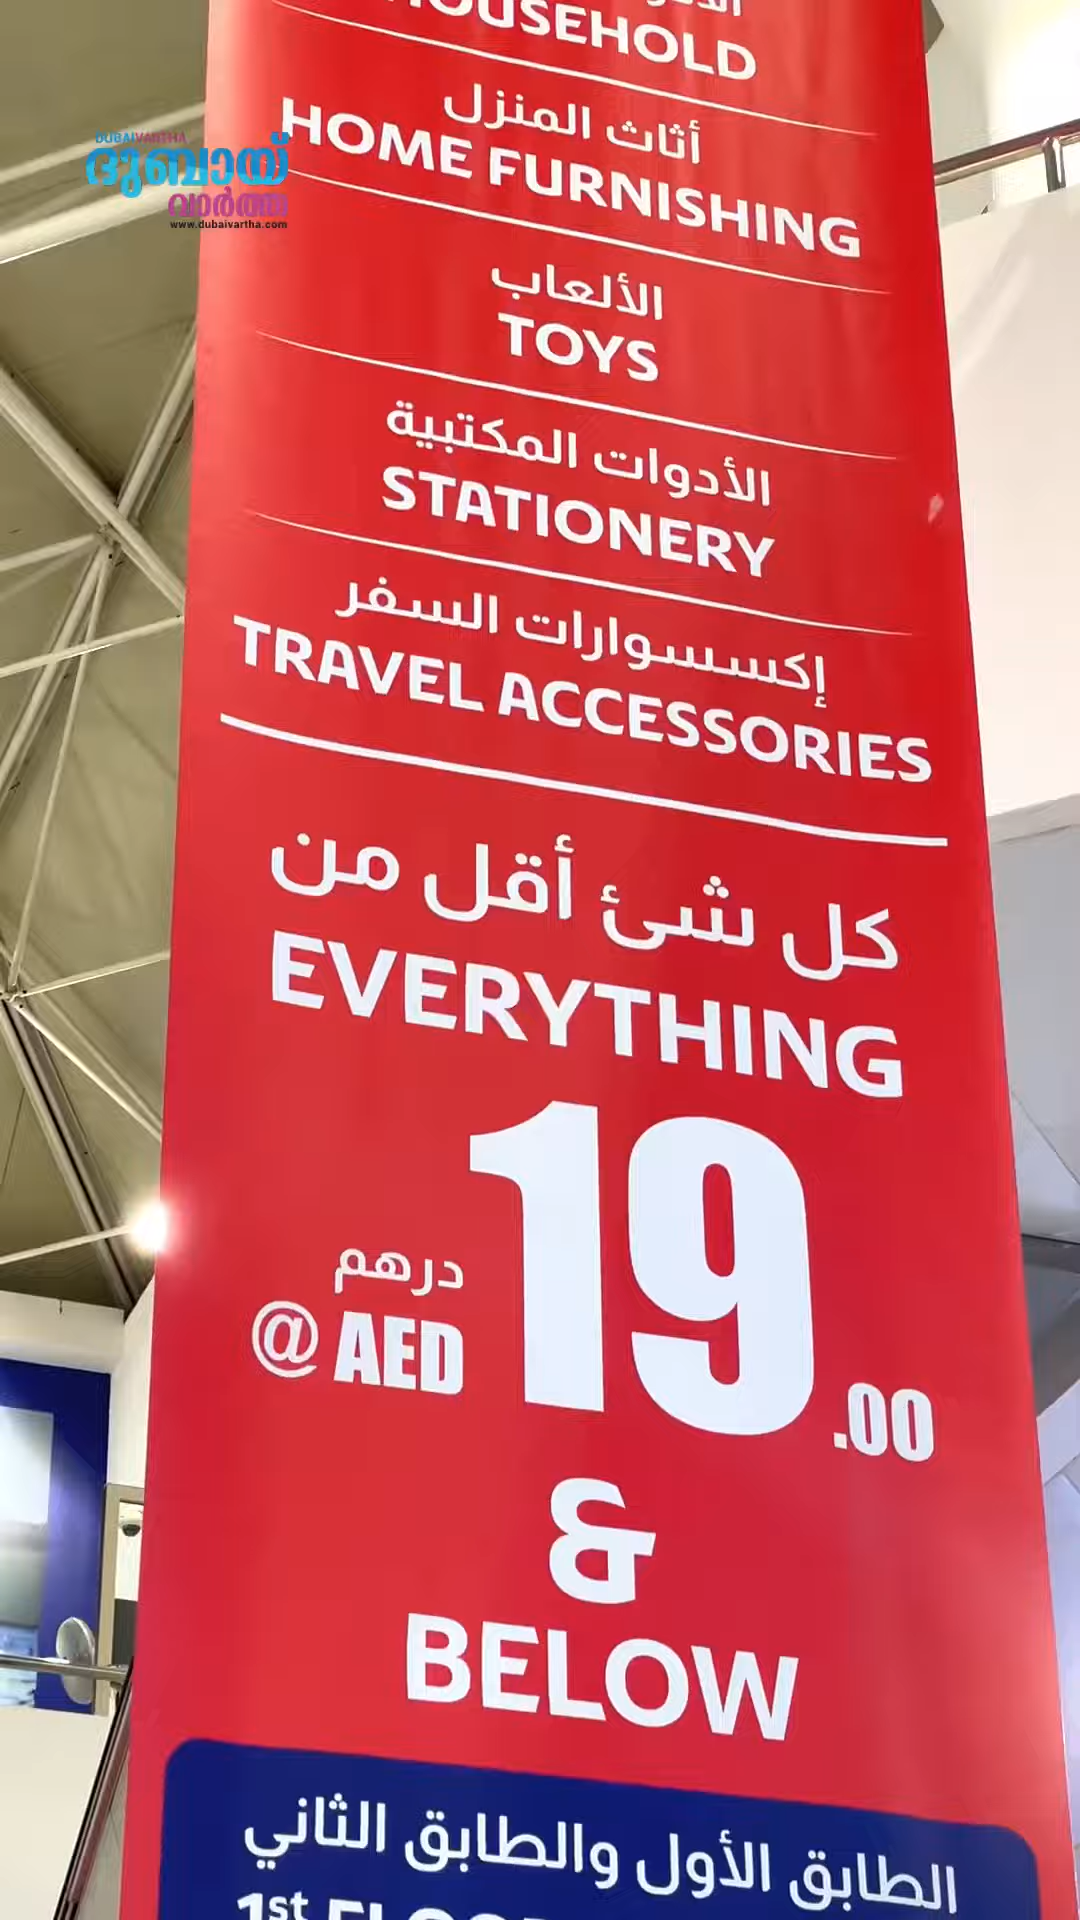 HOUSEHOLD
أثاث المنزل
HOME FURNISHING
DUBAIVARTHA
ദുബായ്
വാർത്ത
www.dubaivartha.com
الألعاب
TOYS
الأدوات المكتبية
STATIONERY
إكسسوارات السفر
TRAVEL ACCESSORIES
كل شئ أقل من
EVERYTHING
درهم
@ AED 19.00
&
BELOW
الطابق الأول والطابق الثاني
1st